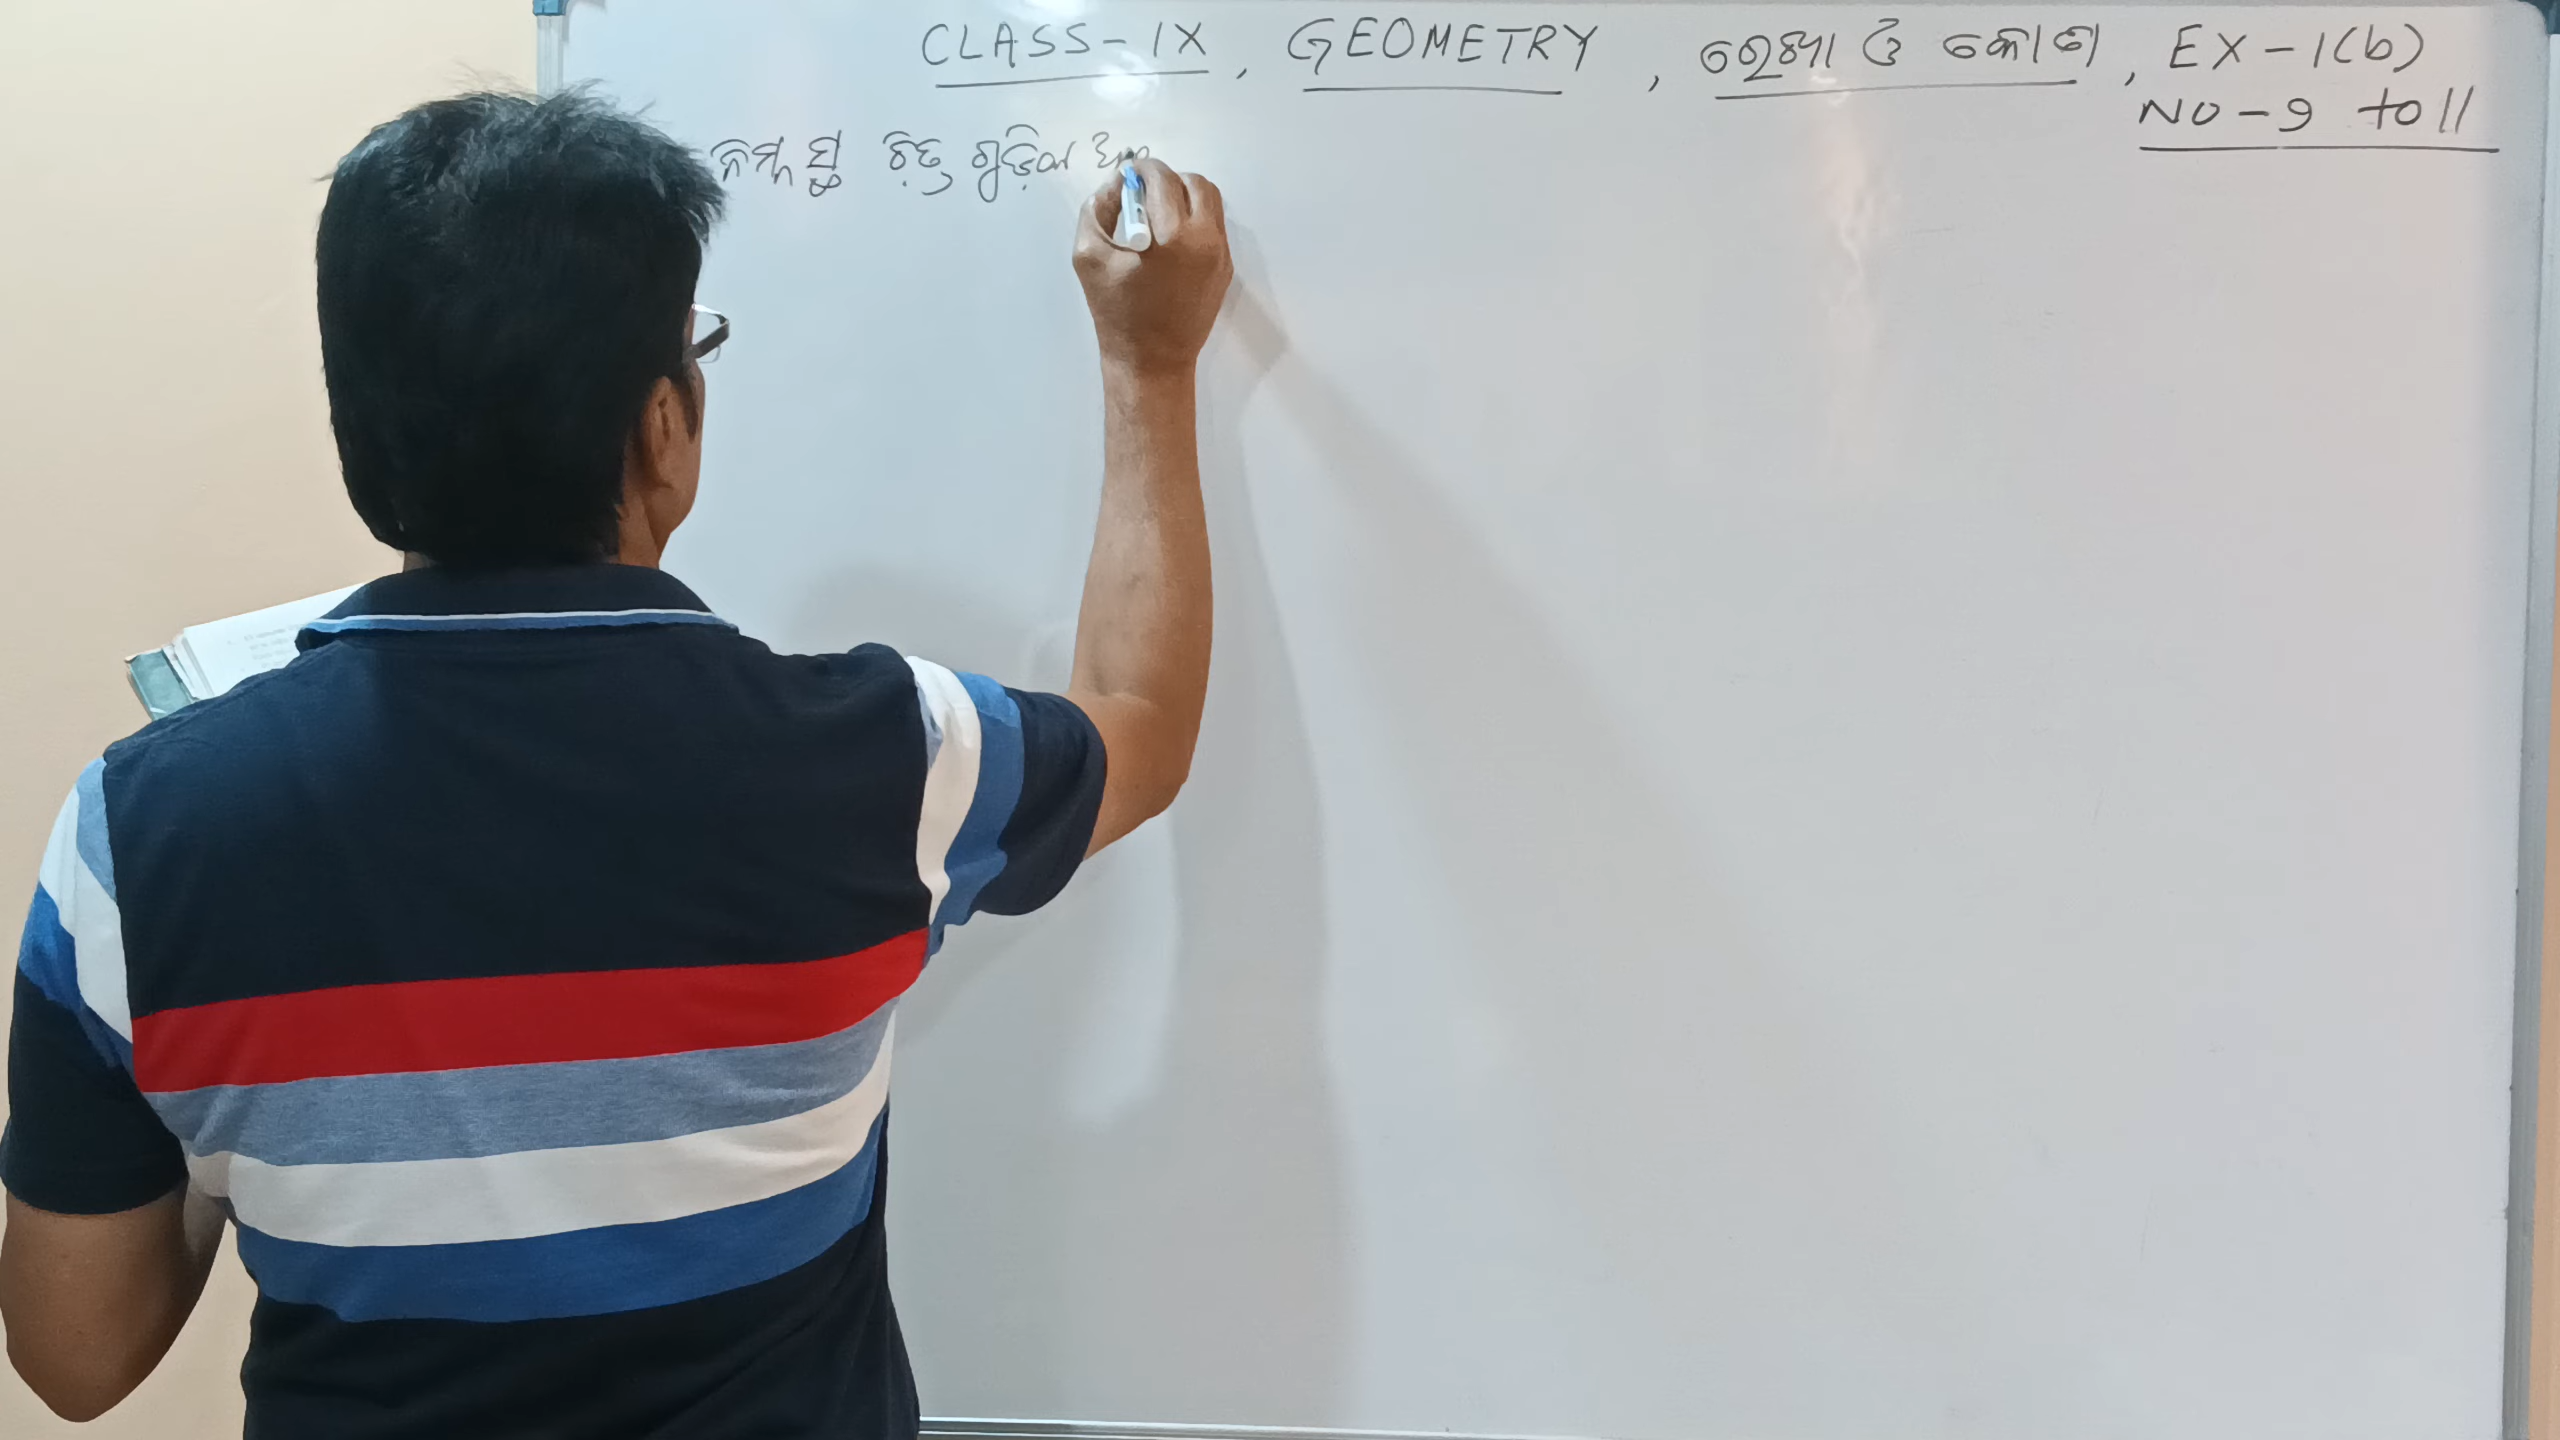 CLASS-IX, GEOMETRY, ରେଖା ଓ କୋଣ, EX-1(b)
NO-9 to 11
ନିମ୍ନସ୍ଥ ଚିତ୍ର ଗୁଡ଼ିକ